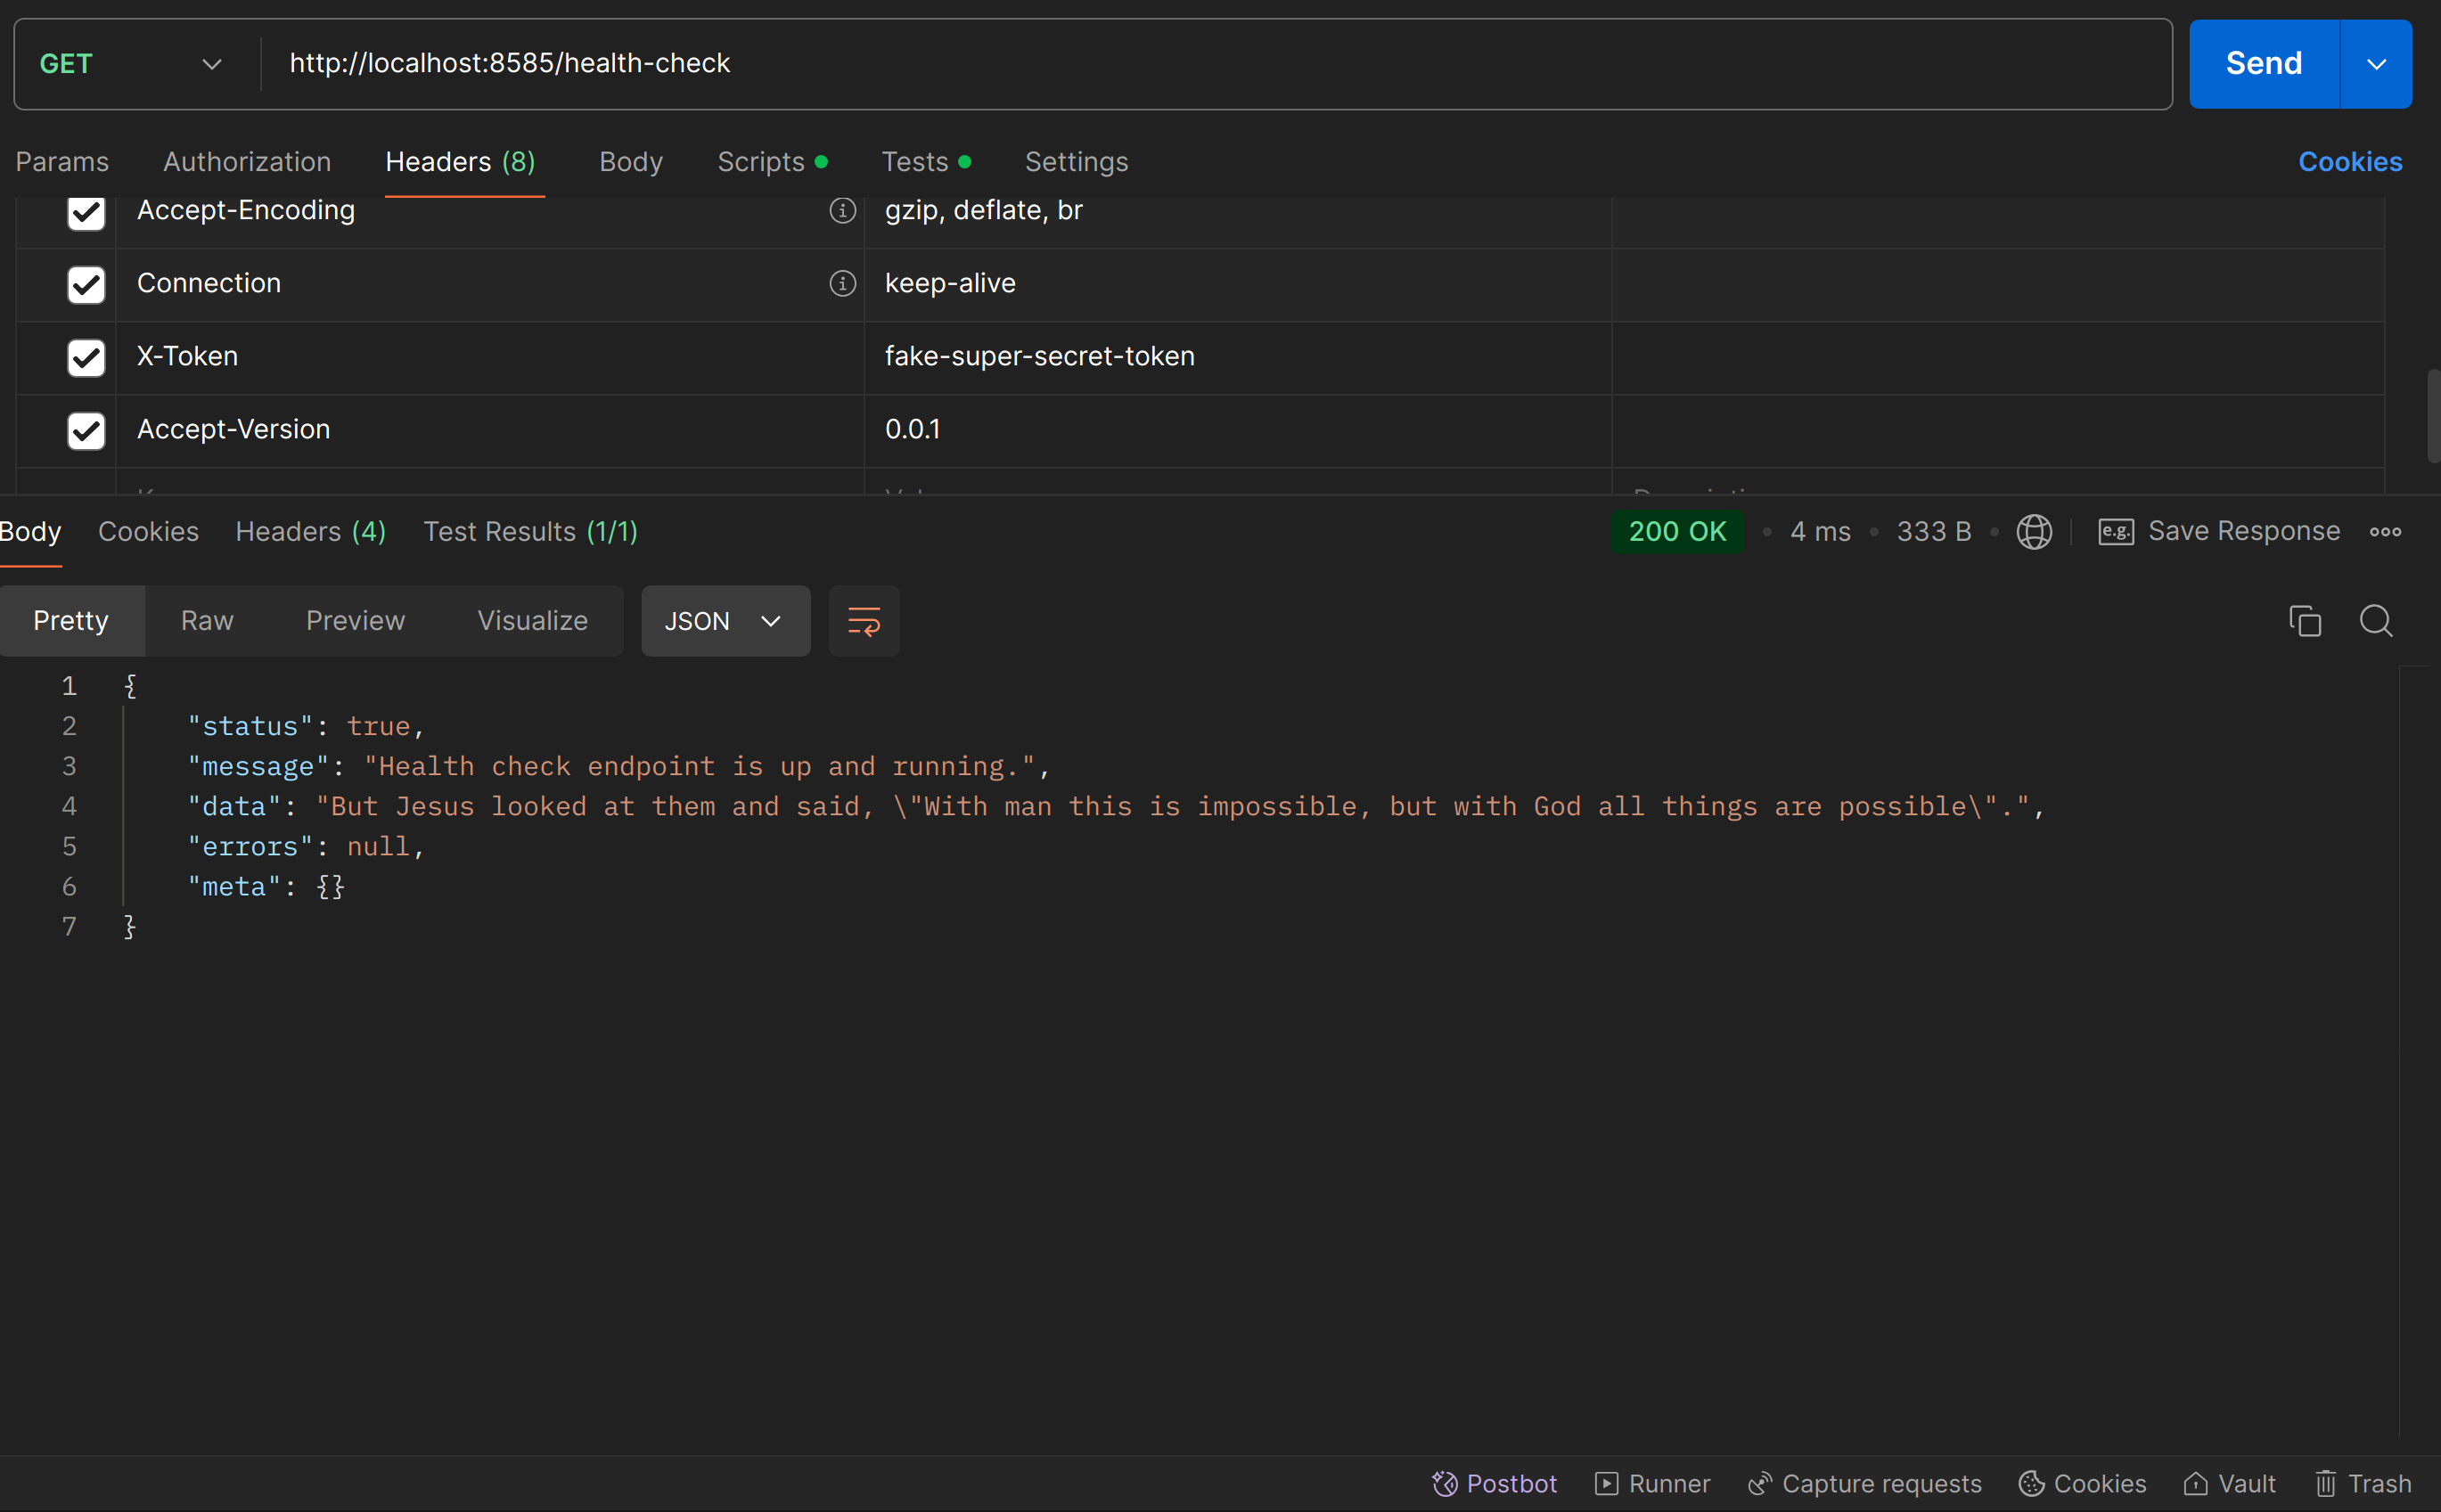 GET http://localhost:8585/health-check Send
Params Authorization Headers (8) Body Scripts Tests Settings Cookies
Accept-Encoding gzip, deflate, br
Connection keep-alive
X-Token fake-super-secret-token
Accept-Version 0.0.1
Body Cookies Headers (4) Test Results (1/1) 200 OK • 4 ms • 333 B • e.g. Save Response
Pretty Raw Preview Visualize JSON
1 {
2 "status": true,
3 "message": "Health check endpoint is up and running.",
4 "data": "But Jesus looked at them and said, \"With man this is impossible, but with God all things are possible\".",
5 "errors": null,
6 "meta": {}
7 }
Postbot Runner Capture requests Cookies Vault Trash